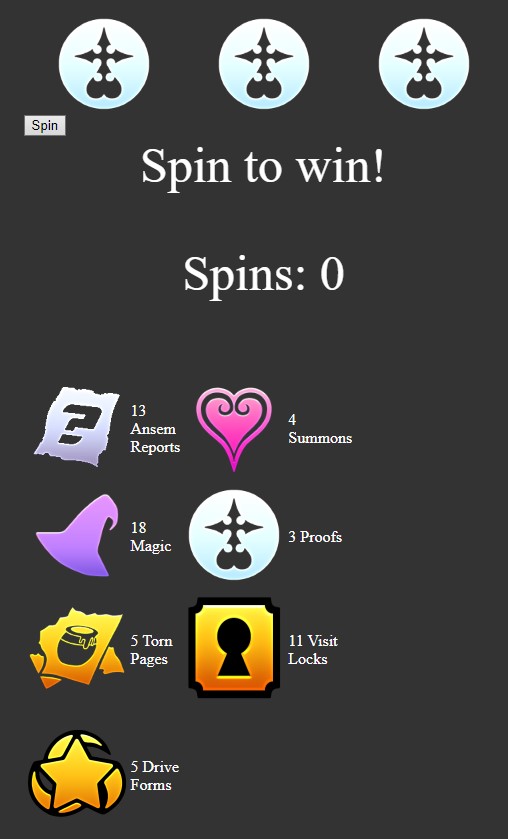 Spin
Spin to win!
Spins: 0
13
Ansem
Reports
4
Summons
18
Magic
3 Proofs
5 Torn
Pages
11 Visit
Locks
5 Drive
Forms